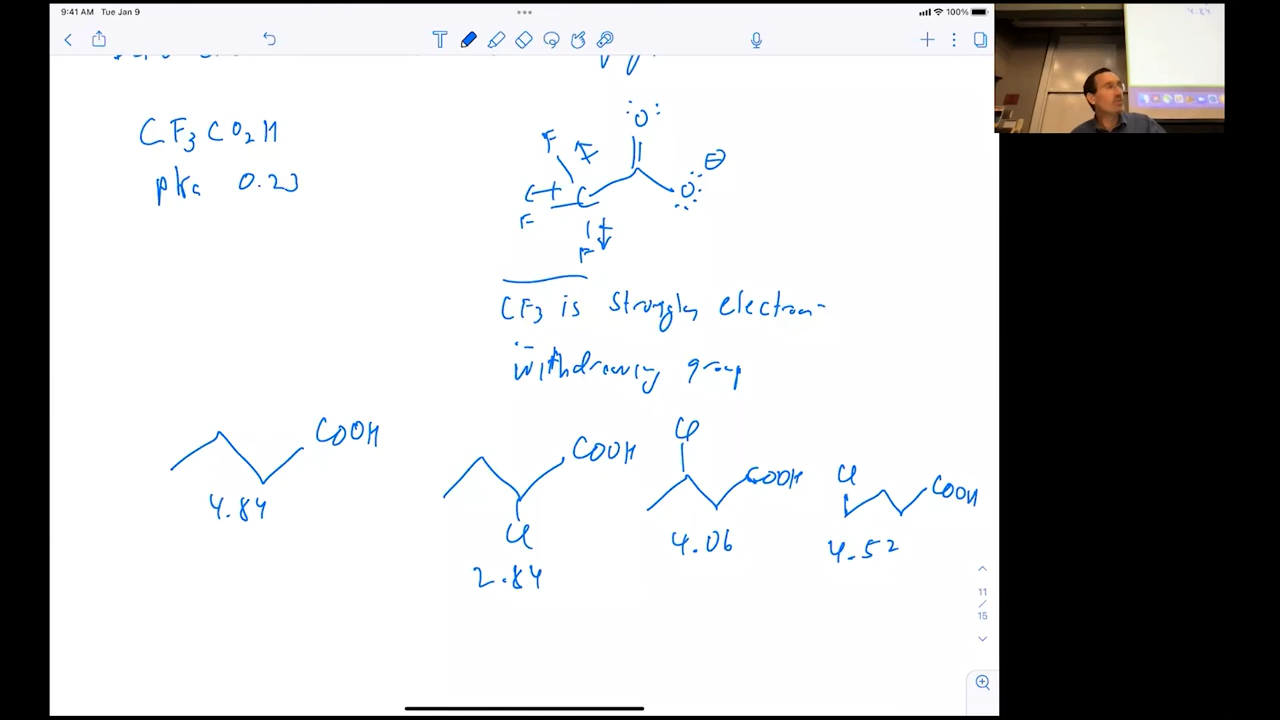 9:41 AM Tue Jan 9
100%
T
CF3CO2H
pKa 0.23
:O:
F
C
O
⊖
F
F
CF3 is strongly electron-
withdrawing group
COOH
4.84
COOH
Cl
2.84
Cl
COOH
4.06
Cl
COOH
4.52
11
/
15